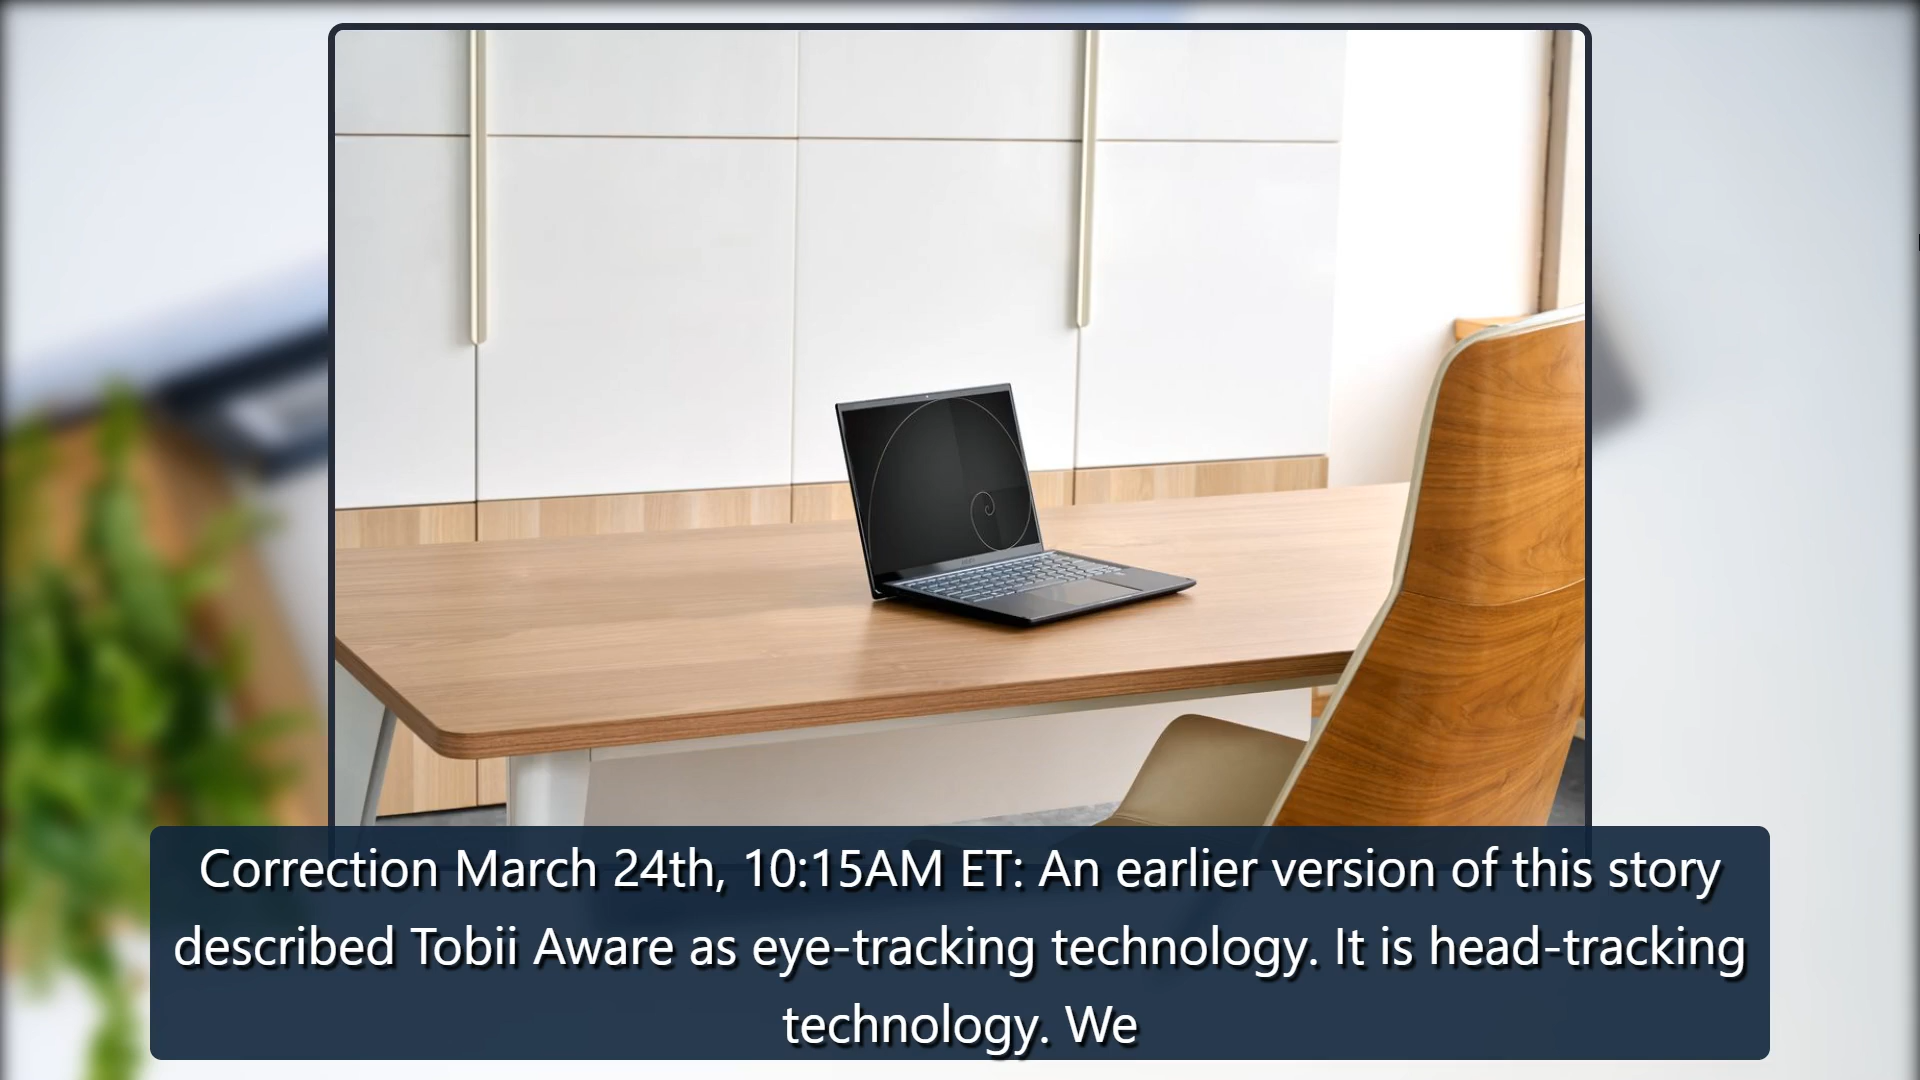 Correction March 24th, 10:15AM ET: An earlier version of this story
described Tobii Aware as eye-tracking technology. It is head-tracking
technology. We